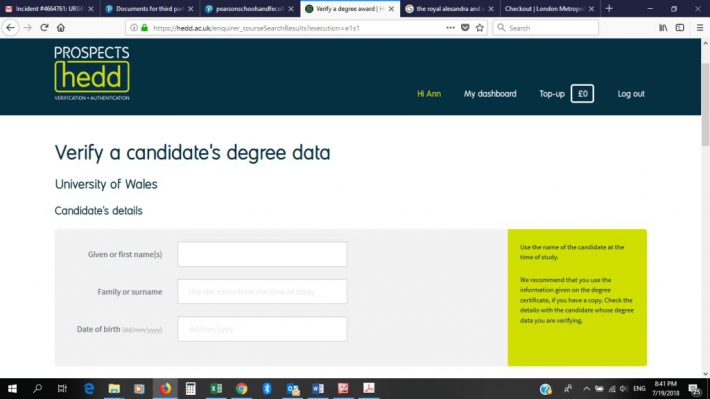 Incident #4664761: URGI
Documents for third part
pearsonschoolsandfecoll
Verify a degree award | H
the royal alexandra and a
Checkout | London Metropol
https://hedd.ac.uk/enquirer_courseSearchResults?execution=e1s1
Search
PROSPECTS
hedd
VERIFICATION + AUTHENTICATION
Hi Ann
My dashboard
Top-up £0
Log out
Verify a candidate's degree data
University of Wales
Candidate's details
Given or first name(s)
Family or surname
Use the name from the time of study
Date of birth (dd/mm/yyyy)
dd/mm/yyyy
Use the name of the candidate at the
time of study.
We recommend that you use the
information given on the degree
certificate, if you have a copy. Check the
details with the candidate whose degree
data you are verifying.
ENG
8:41 PM
7/19/2018